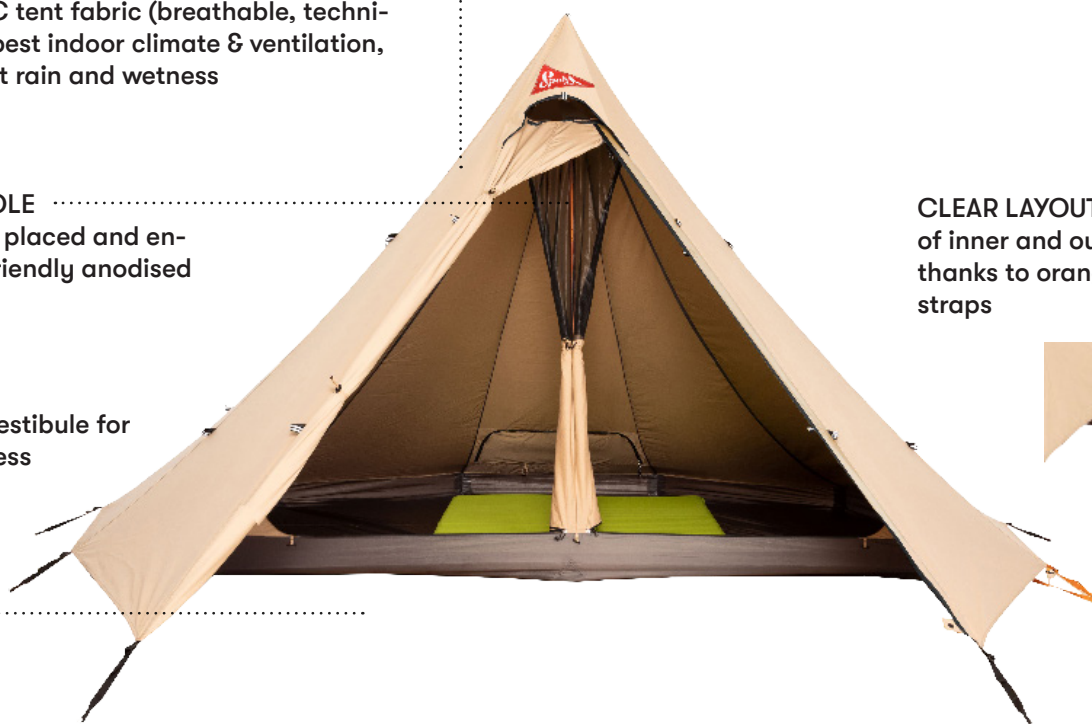 C tent fabric (breathable, techni-
best indoor climate & ventilation,
t rain and wetness
OLE
placed and en-
riendly anodised
estibule for
ess
CLEAR LAYOUT
of inner and ou
thanks to oran
straps